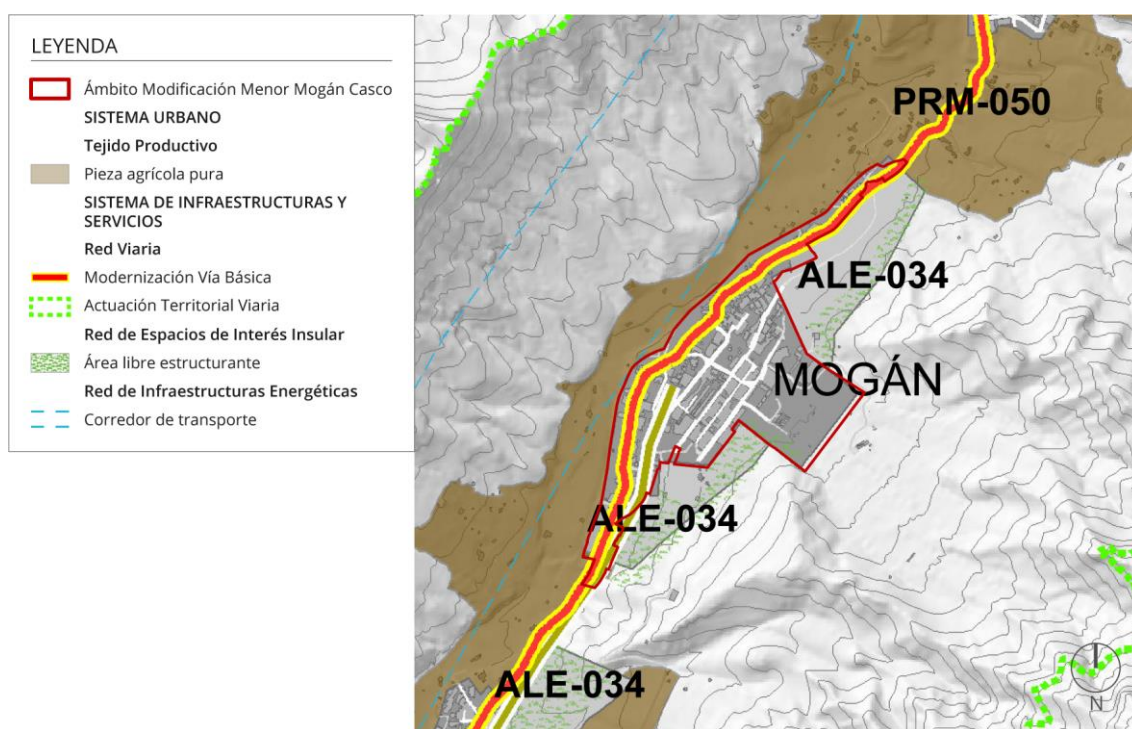 LEYENDA
Ámbito Modificación Menor Mogán Casco
SISTEMA URBANO
Tejido Productivo
Pieza agrícola pura
SISTEMA DE INFRAESTRUCTURAS Y
SERVICIOS
Red Viaria
Modernización Vía Básica
Actuación Territorial Viaria
Red de Espacios de Interés Insular
Área libre estructurante
Red de Infraestructuras Energéticas
Corredor de transporte
PRM-050
ALE-034
MOGÁN
ALE-034
ALE-034
N